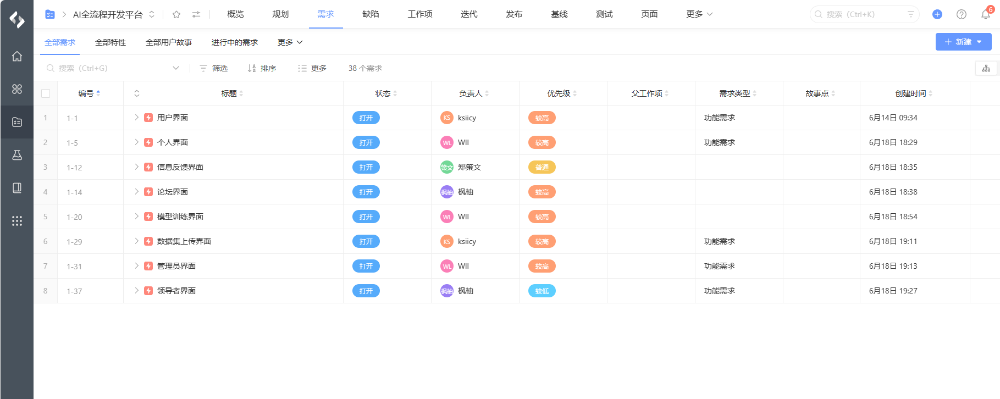 AI全流程开发平台 概览 规划 需求 缺陷 工作项 迭代 发布 基线 测试 页面 更多 搜索（Ctrl+K） 6
全部需求 全部特性 全部用户故事 进行中的需求 更多 新建
搜索（Ctrl+G） 筛选 排序 更多 38 个需求
编号 标题 状态 负责人 优先级 父工作项 需求类型 故事点 创建时间
1 1-1 用户界面 打开 KS ksiicy 较高 功能需求 6月14日 09:34
2 1-5 个人界面 打开 WL Wll 较高 功能需求 6月18日 18:29
3 1-12 信息反馈界面 打开 策文 郑策文 普通 6月18日 18:35
4 1-14 论坛界面 打开 枫柚 枫柚 较高 6月18日 18:38
5 1-20 模型训练界面 打开 WL Wll 较高 6月18日 18:54
6 1-29 数据集上传界面 打开 KS ksiicy 较高 功能需求 6月18日 19:11
7 1-31 管理员界面 打开 WL Wll 较高 功能需求 6月18日 19:13
8 1-37 领导者界面 打开 枫柚 枫柚 较低 功能需求 6月18日 19:27